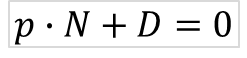 p · N + D = 0